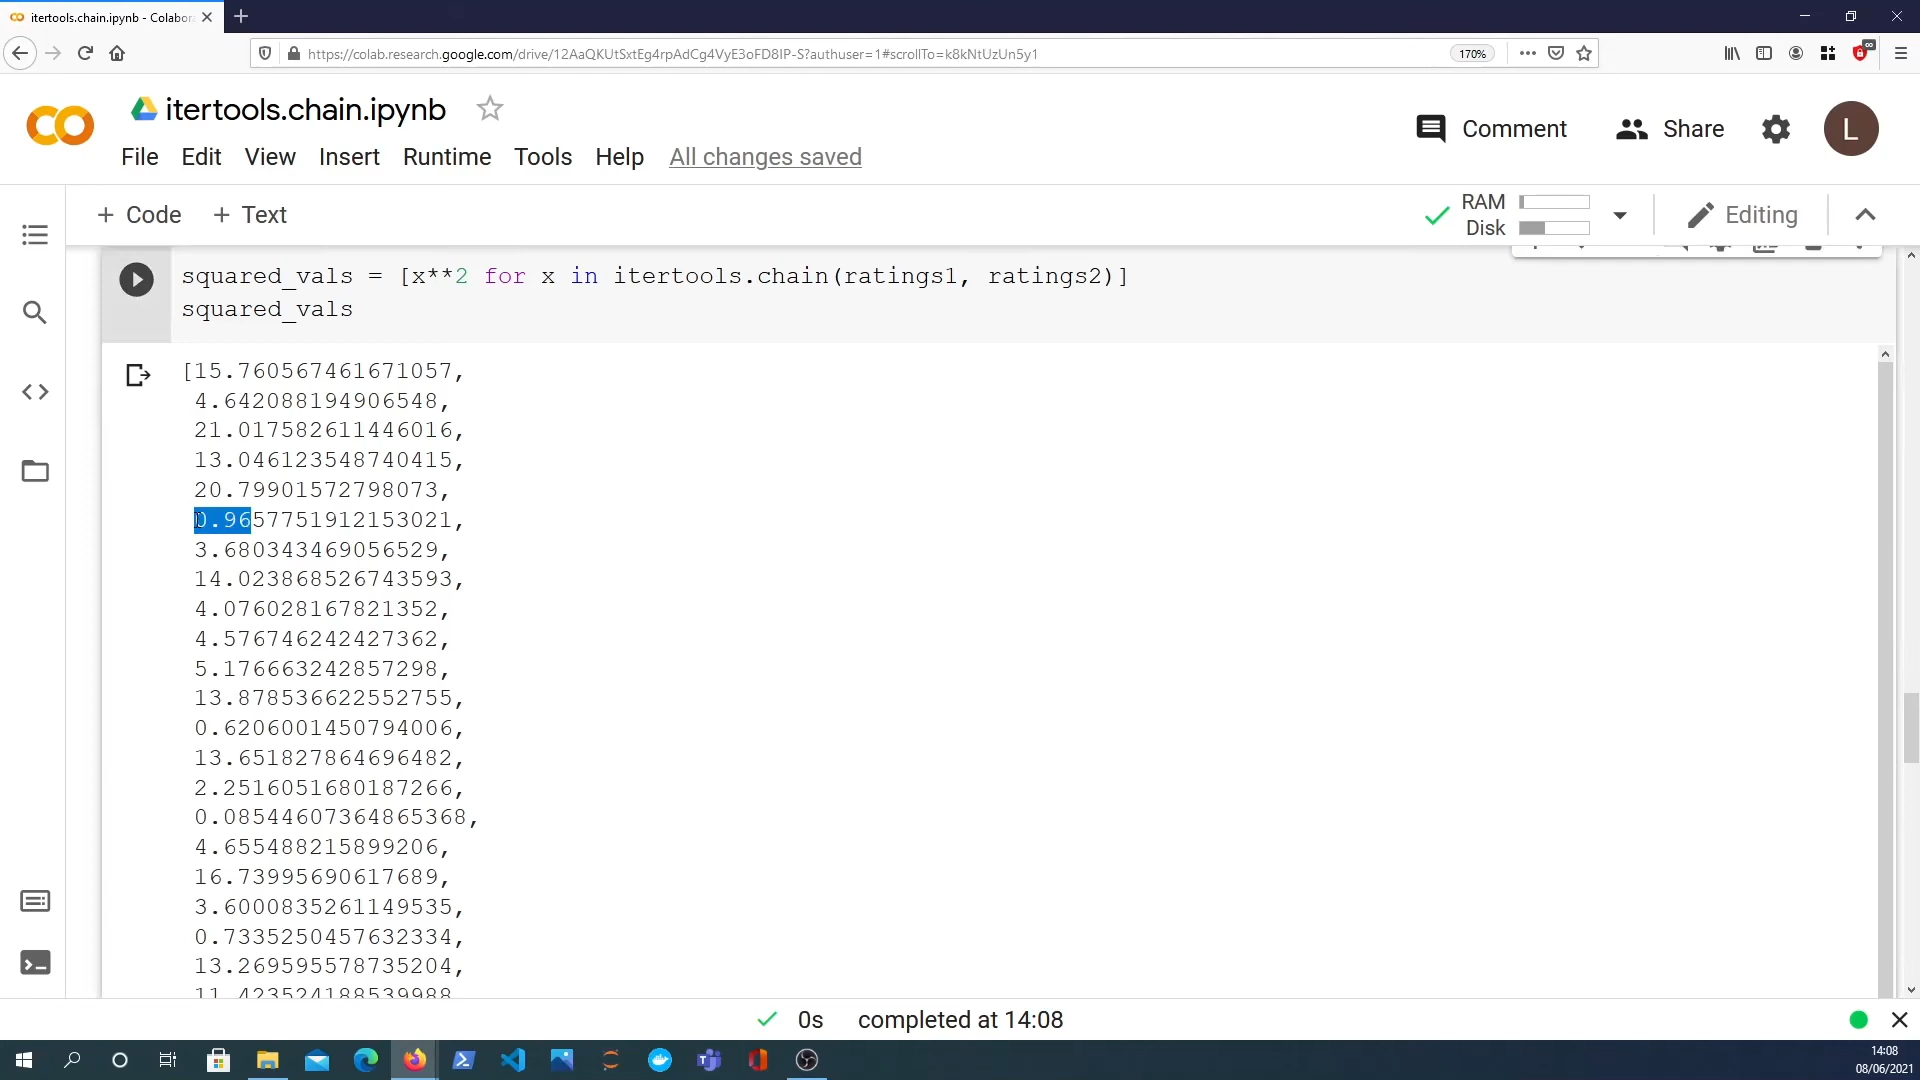 itertools.chain.ipynb - Colabor
https://colab.research.google.com/drive/12AaQKUtSxtEg4rpAdCg4VyE3oFD8IP-S?authuser=1#scrollTo=k8kNtUzUn5y1
170%
itertools.chain.ipynb
Comment
Share
L
File Edit View Insert Runtime Tools Help All changes saved
+ Code + Text
RAM
Disk
Editing
squared_vals = [x**2 for x in itertools.chain(ratings1, ratings2)]
squared_vals
[15.760567461671057,
4.642088194906548,
21.017582611446016,
13.046123548740415,
20.79901572798073,
0.9657751912153021,
3.680343469056529,
14.023868526743593,
4.076028167821352,
4.576746242427362,
5.176663242857298,
13.878536622552755,
0.6206001450794006,
13.651827864696482,
2.2516051680187266,
0.08544607364865368,
4.655488215899206,
16.73995690617689,
3.6000835261149535,
0.7335250457632334,
13.269595578735204,
11.423524188539988
0s completed at 14:08
14:08
08/06/2021